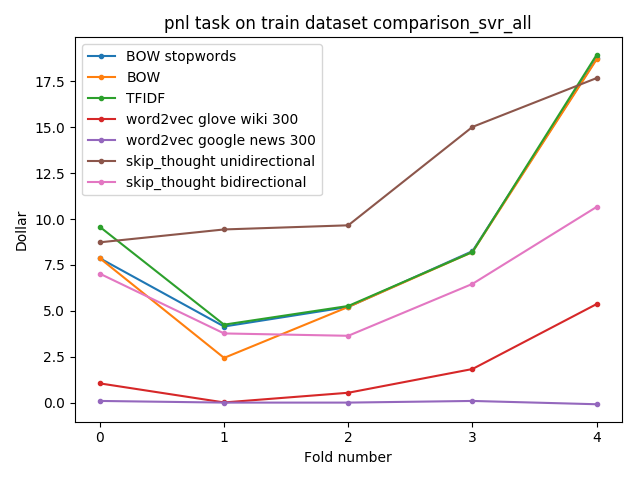 pnl task on train dataset comparison_svr_all
BOW stopwords
BOW
TFIDF
word2vec glove wiki 300
word2vec google news 300
skip_thought unidirectional
skip_thought bidirectional
17.5
15.0
12.5
10.0
7.5
5.0
2.5
0.0
Dollar
0 1 2 3 4
Fold number